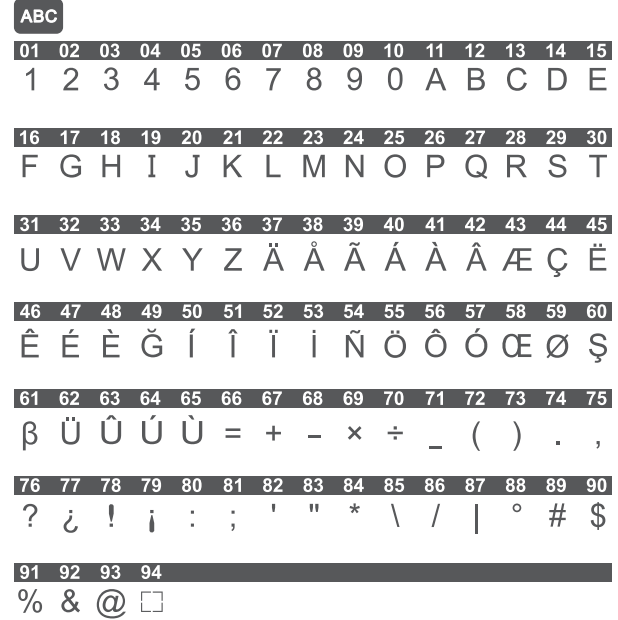 ABC
01 02 03 04 05 06 07 08 09 10 11 12 13 14 15
1 2 3 4 5 6 7 8 9 0 A B C D E
16 17 18 19 20 21 22 23 24 25 26 27 28 29 30
F G H I J K L M N O P Q R S T
31 32 33 34 35 36 37 38 39 40 41 42 43 44 45
U V W X Y Z Ä Å Ã Á À Â Æ Ç Ë
46 47 48 49 50 51 52 53 54 55 56 57 58 59 60
Ê É È Ğ Í Î Ï İ Ñ Ö Ô Ó Œ Ø Ş
61 62 63 64 65 66 67 68 69 70 71 72 73 74 75
β Ü Û Ú Ù = + – × ÷ _ ( ) . ,
76 77 78 79 80 81 82 83 84 85 86 87 88 89 90
? ¿ ! ¡ : ; ' " * \ / | ° # $
91 92 93 94
% & @ ⬚